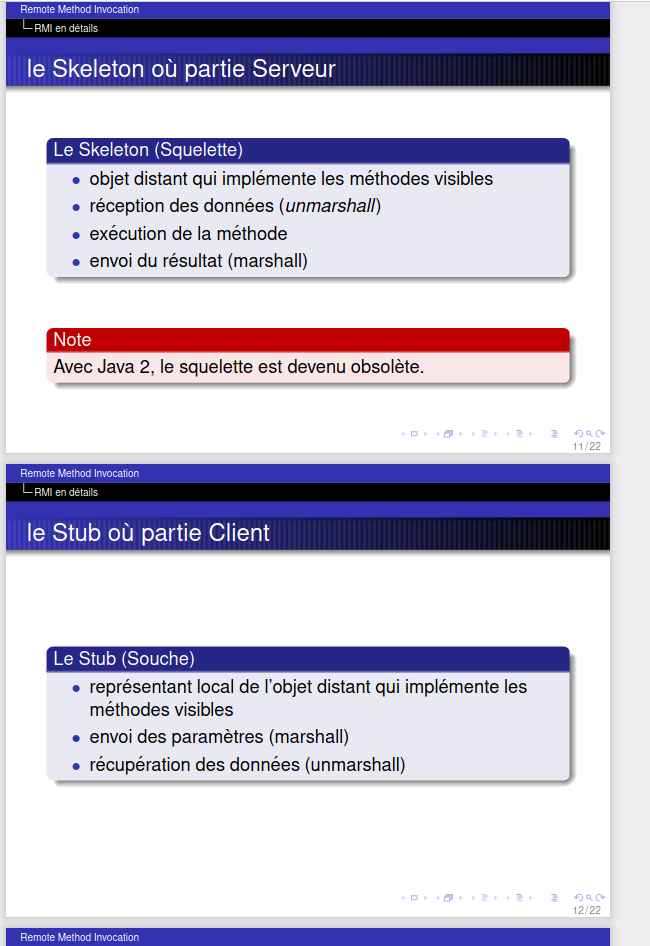 Remote Method Invocation
RMI en détails
le Skeleton où partie Serveur
Le Skeleton (Squelette)
objet distant qui implémente les méthodes visibles
réception des données (unmarshall)
exécution de la méthode
envoi du résultat (marshall)
Note
Avec Java 2, le squelette est devenu obsolète.
11/22
Remote Method Invocation
RMI en détails
le Stub où partie Client
Le Stub (Souche)
représentant local de l'objet distant qui implémente les
méthodes visibles
envoi des paramètres (marshall)
récupération des données (unmarshall)
12/22
Remote Method Invocation